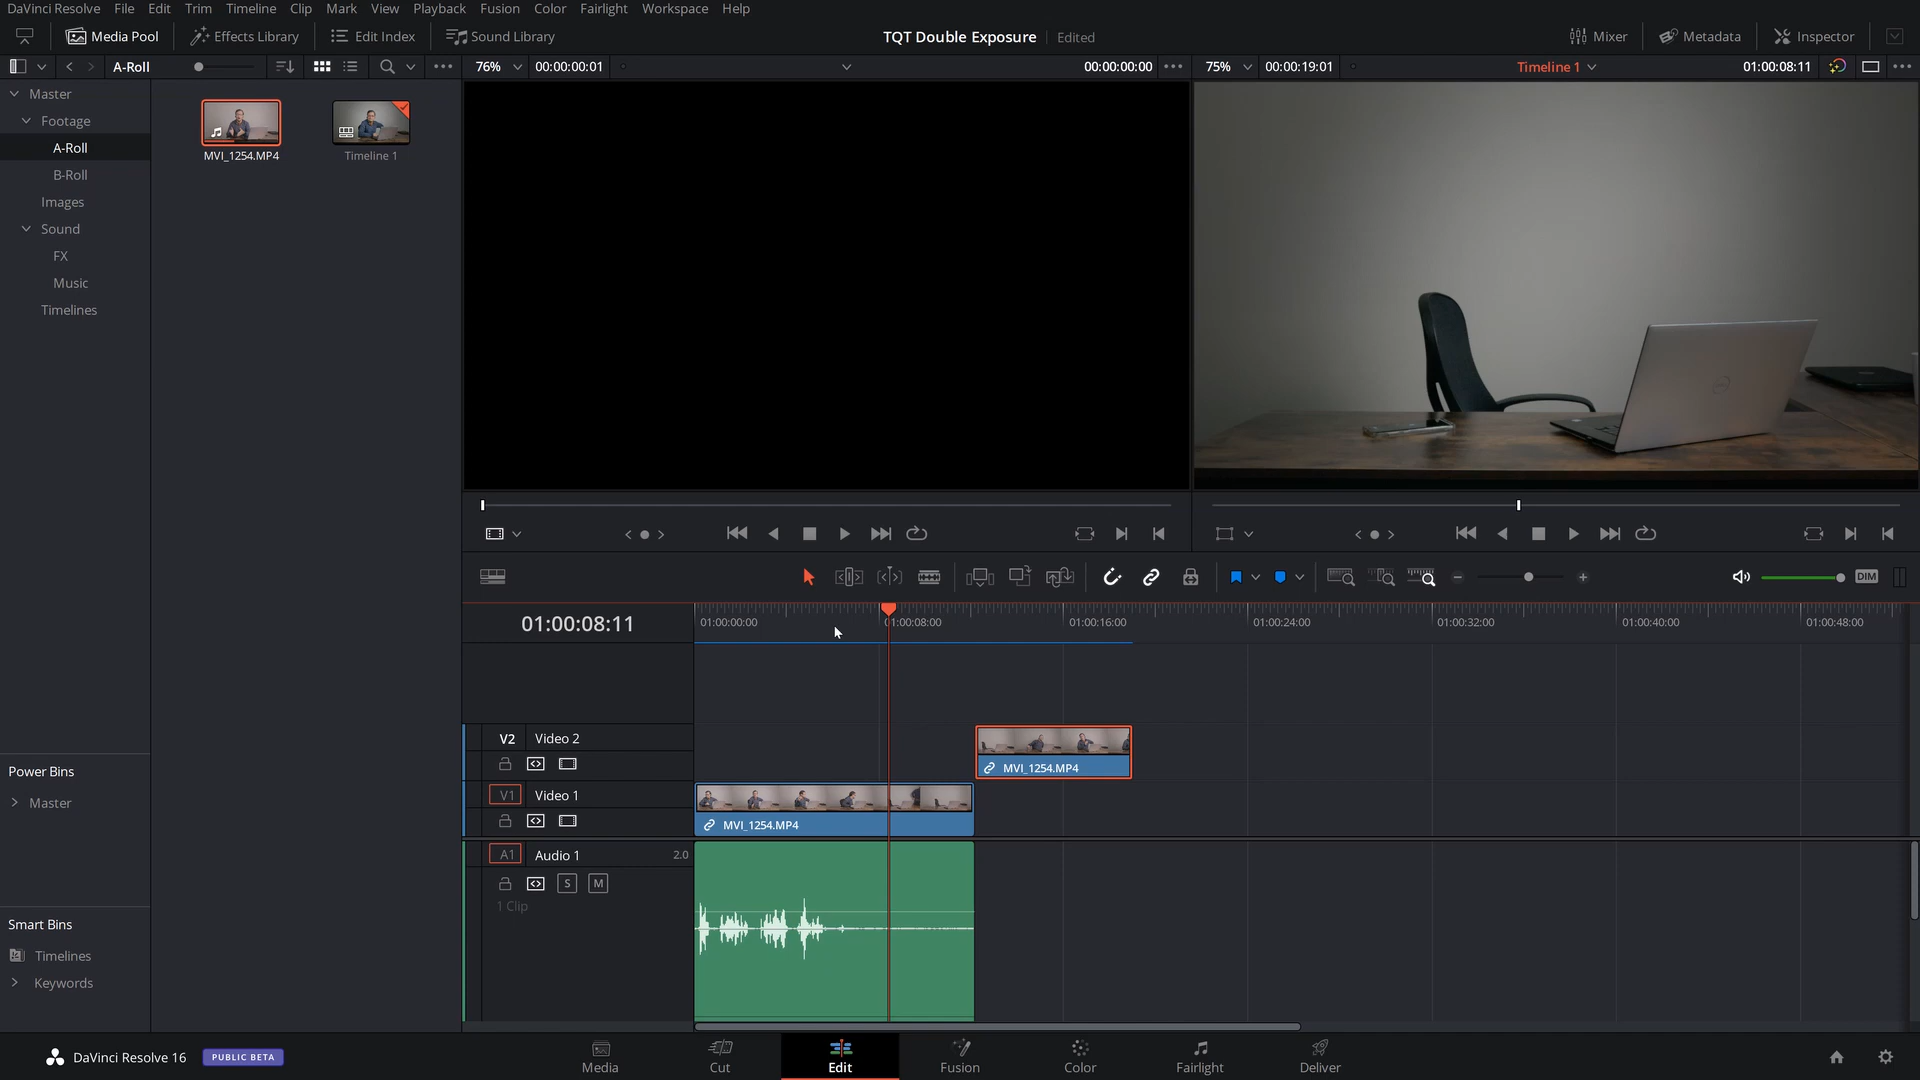 DaVinci Resolve File Edit Trim Timeline Clip Mark View Playback Fusion Color Fairlight Workspace Help
Media Pool Effects Library Edit Index Sound Library TQT Double Exposure Edited Mixer Metadata Inspector
A-Roll 76% 00:00:00:01 00:00:00:00 75% 00:00:19:01 Timeline 1 01:00:08:11
Master
Footage
A-Roll
B-Roll
Images
Sound
FX
Music
Timelines
MVI_1254.MP4 Timeline 1
DIM
01:00:08:11 01:00:00:00 01:00:08:00 01:00:16:00 01:00:24:00 01:00:32:00 01:00:40:00 01:00:48:00
V2 Video 2
MVI_1254.MP4
V1 Video 1
MVI_1254.MP4
A1 Audio 1 2.0
S M
1 Clip
Power Bins
Master
Smart Bins
Timelines
Keywords
DaVinci Resolve 16 PUBLIC BETA
Media Cut Edit Fusion Color Fairlight Deliver